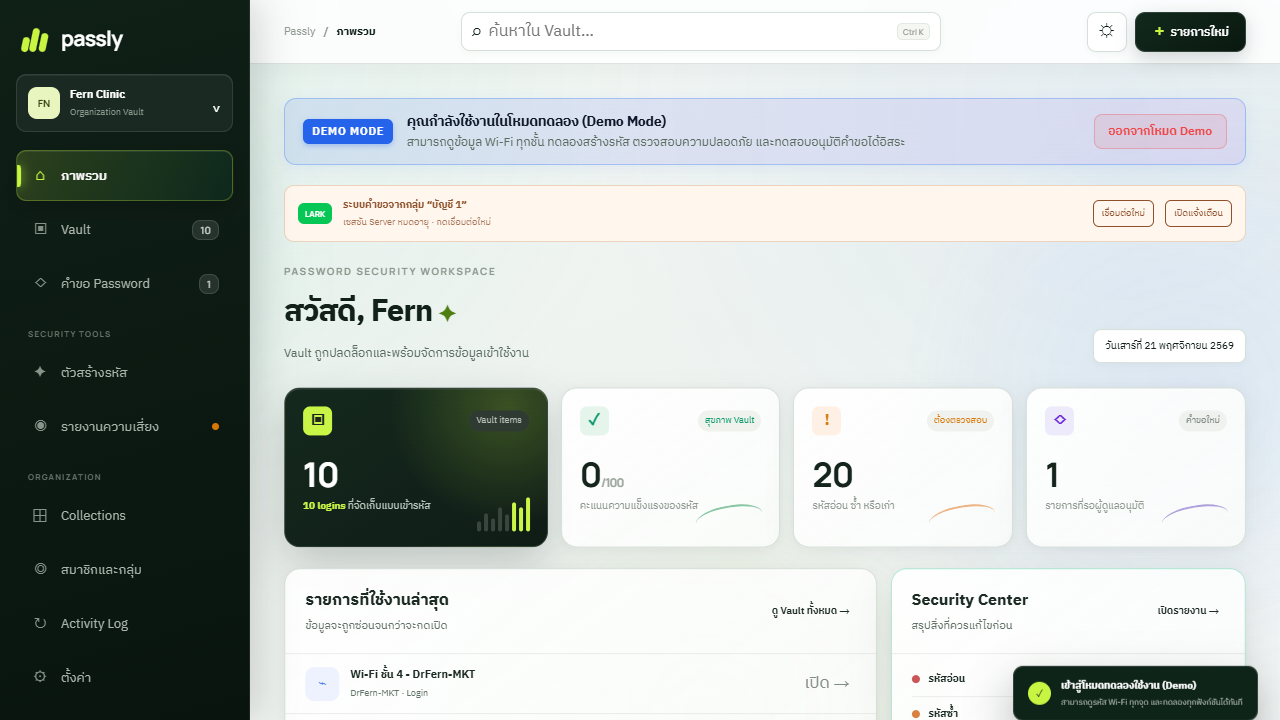 passly
FN
Fern Clinic
Organization Vault
v
ภาพรวม
Vault
10
คำขอ Password
1
SECURITY TOOLS
ตัวสร้างรหัส
รายงานความเสี่ยง
ORGANIZATION
Collections
สมาชิกและกลุ่ม
Activity Log
ตั้งค่า
Passly / ภาพรวม
ค้นหาใน Vault...
Ctrl K
+ รายการใหม่
DEMO MODE
คุณกำลังใช้งานในโหมดทดลอง (Demo Mode)
สามารถดูข้อมูล Wi-Fi ทุกชั้น ทดลองสร้างรหัส ตรวจสอบความปลอดภัย และทดสอบอนุมัติคำขอได้อิสระ
ออกจากโหมด Demo
LARK
ระบบคำขอจากกลุ่ม “บัญชี 1”
เซสชัน Server หมดอายุ · กดเชื่อมต่อใหม่
เชื่อมต่อใหม่
เปิดแจ้งเตือน
PASSWORD SECURITY WORKSPACE
สวัสดี, Fern
Vault ถูกปลดล็อกและพร้อมจัดการข้อมูลเข้าใช้งาน
วันเสาร์ที่ 21 พฤศจิกายน 2569
Vault items
10
10 logins ที่จัดเก็บแบบเข้ารหัส
สุขภาพ Vault
0/100
คะแนนความแข็งแรงของรหัส
!
ต้องตรวจสอบ
20
รหัสอ่อน ซ้ำ หรือเก่า
คำขอใหม่
1
รายการที่รอผู้ดูแลอนุมัติ
รายการที่ใช้งานล่าสุด
ข้อมูลจะถูกซ่อนจนกว่าจะกดเปิด
ดู Vault ทั้งหมด →
Wi-Fi ชั้น 4 - DrFern-MKT
DrFern-MKT · Login
เปิด →
Security Center
สรุปสิ่งที่ควรแก้ไขก่อน
เปิดรายงาน →
รหัสอ่อน
รหัสซ้ำ
เข้าสู่โหมดทดลองใช้งาน (Demo)
สามารถดูรหัส Wi-Fi ทุกจุด และทดลองทุกฟังก์ชันได้ทันที